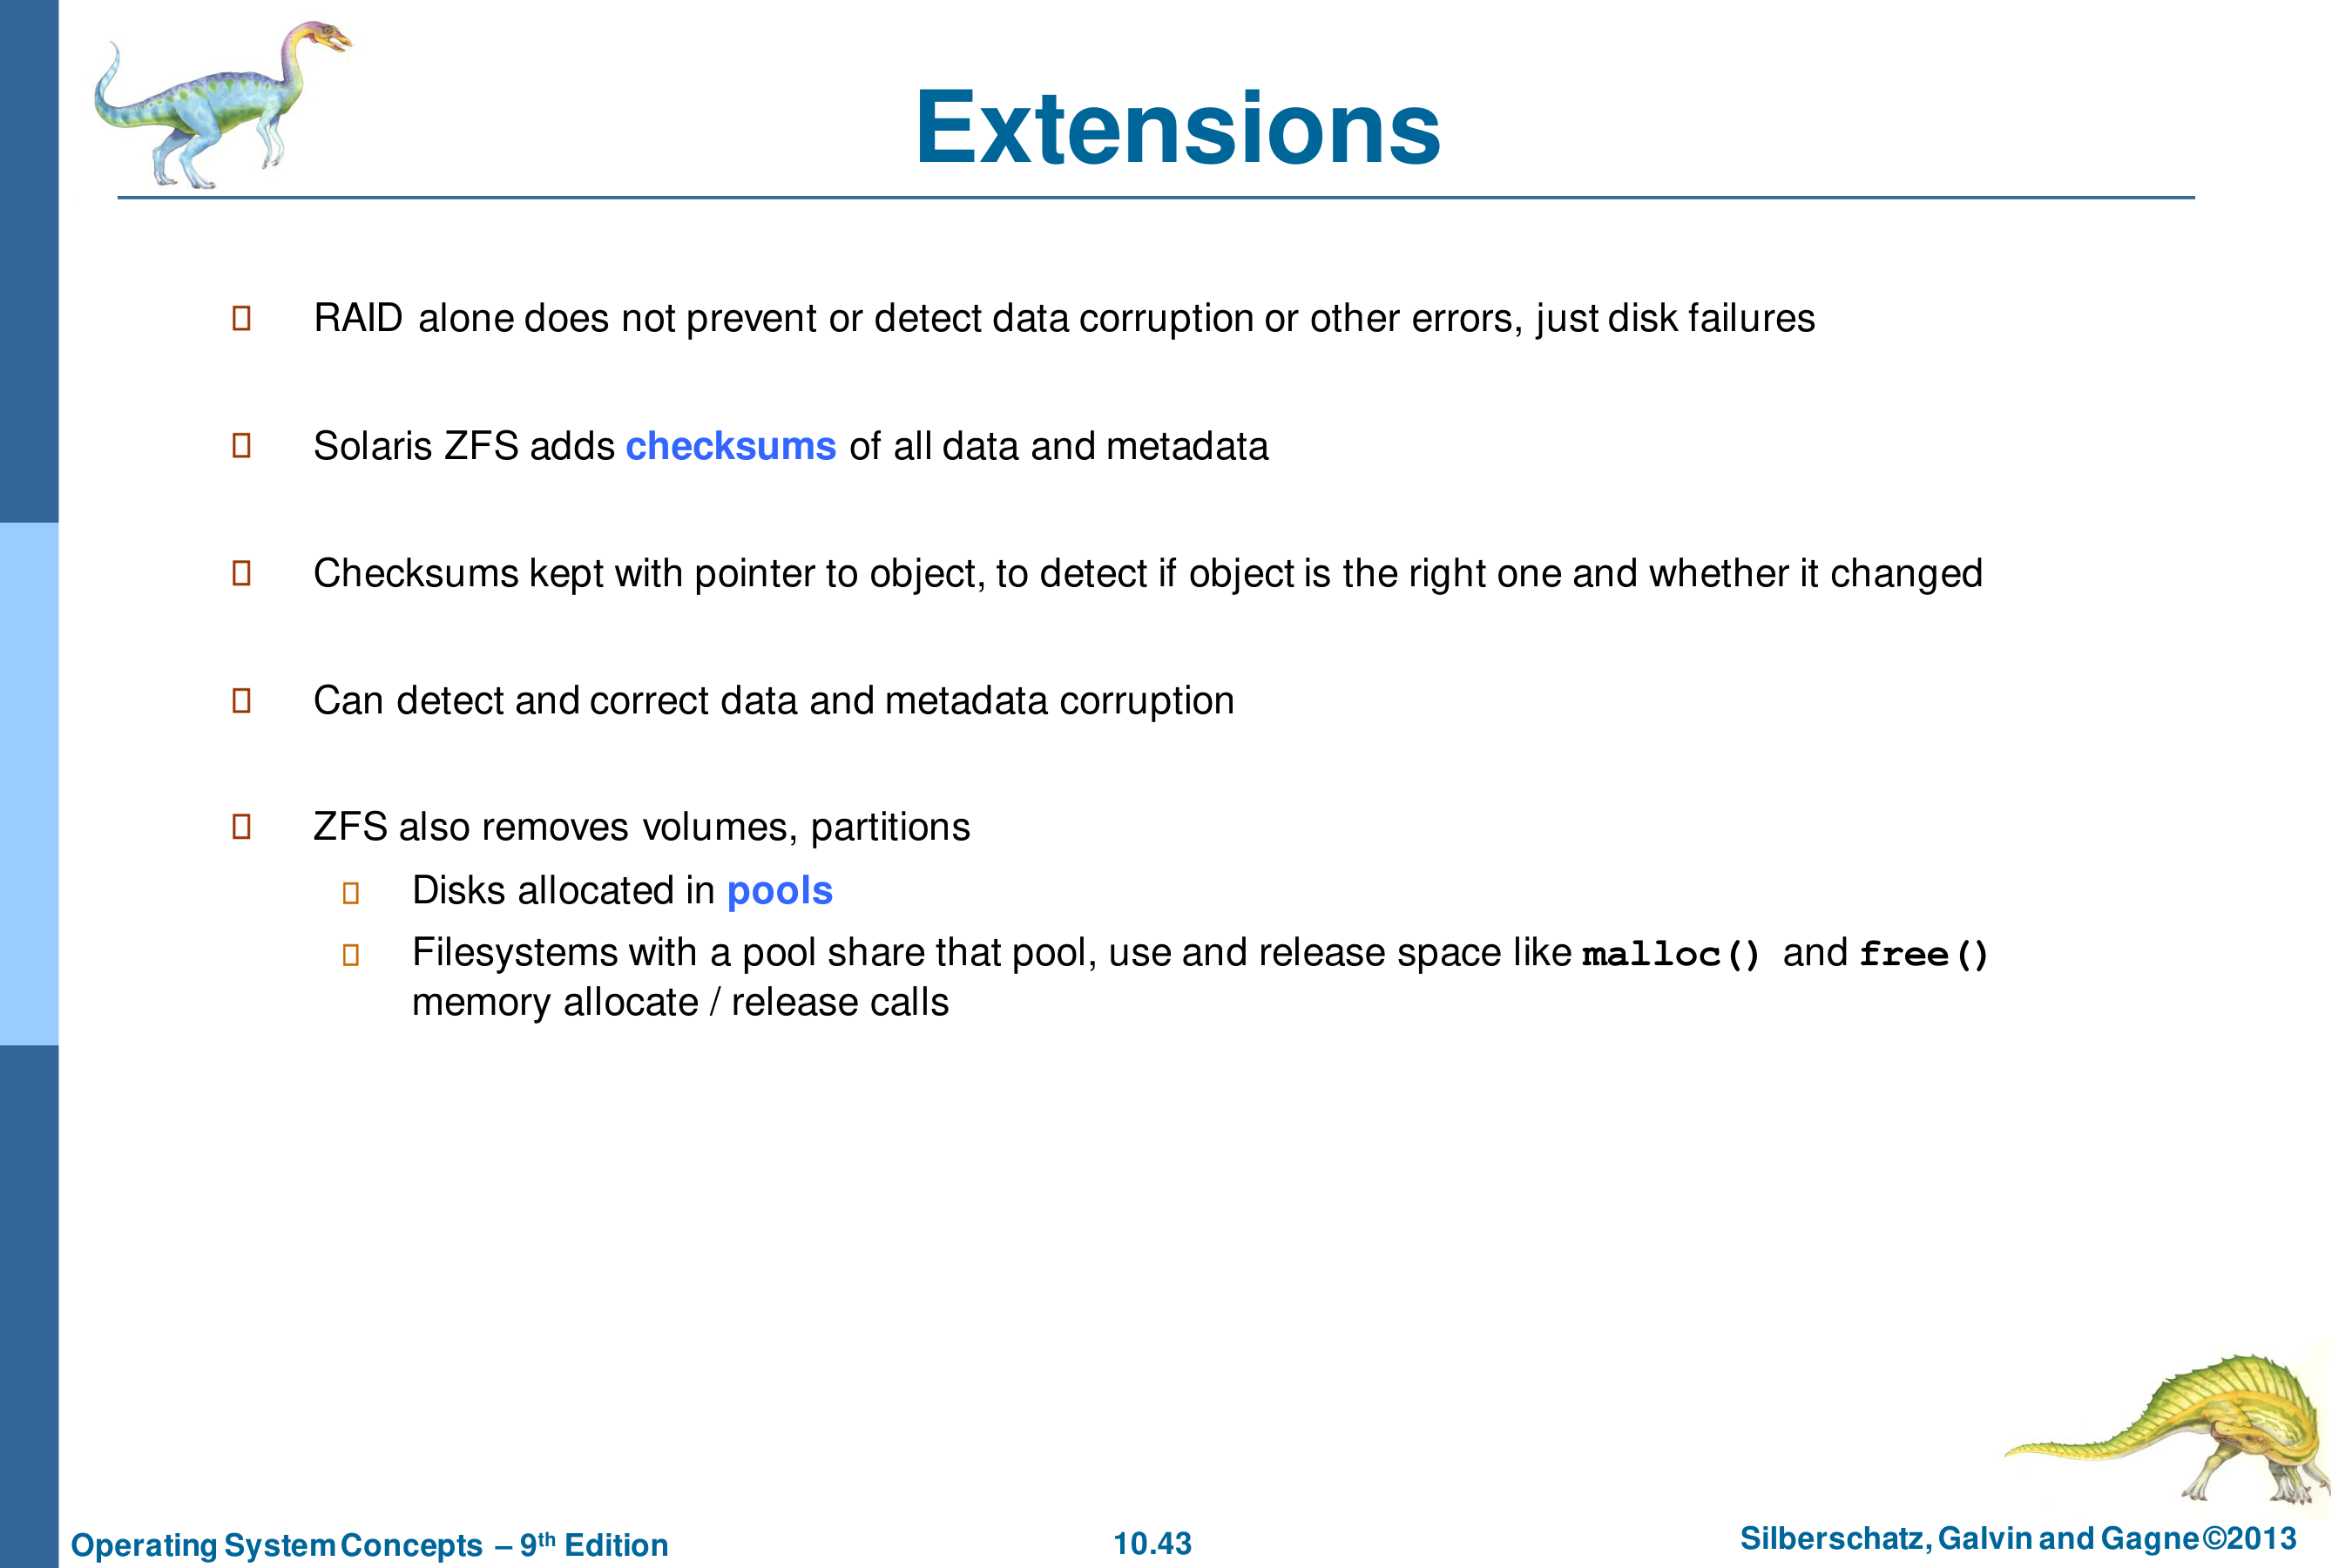 Extensions
RAID alone does not prevent or detect data corruption or other errors, just disk failures
Solaris ZFS adds checksums of all data and metadata
Checksums kept with pointer to object, to detect if object is the right one and whether it changed
Can detect and correct data and metadata corruption
ZFS also removes volumes, partitions
Disks allocated in pools
Filesystems with a pool share that pool, use and release space like malloc() and free()
memory allocate / release calls
Operating System Concepts – 9th Edition
10.43
Silberschatz, Galvin and Gagne ©2013